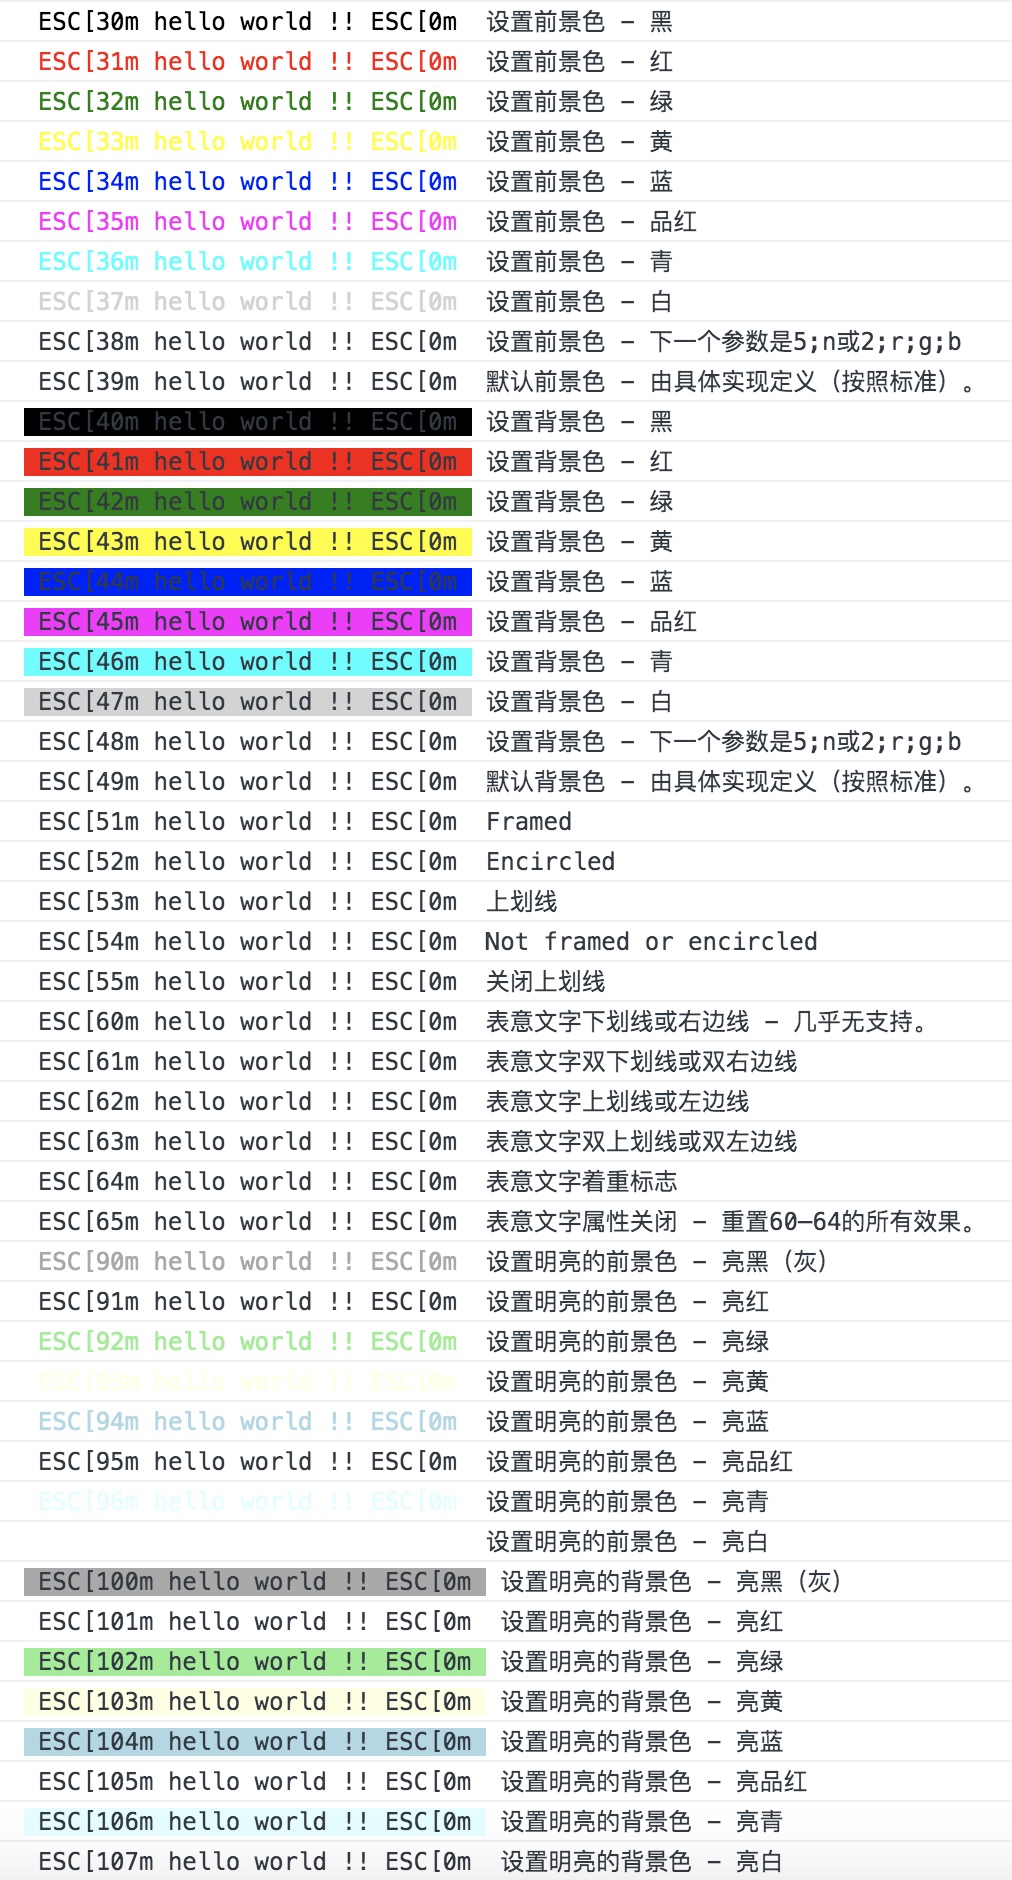 ESC[30m hello world !! ESC[0m 设置前景色 – 黑
ESC[31m hello world !! ESC[0m 设置前景色 – 红
ESC[32m hello world !! ESC[0m 设置前景色 – 绿
ESC[33m hello world !! ESC[0m 设置前景色 – 黄
ESC[34m hello world !! ESC[0m 设置前景色 – 蓝
ESC[35m hello world !! ESC[0m 设置前景色 – 品红
ESC[36m hello world !! ESC[0m 设置前景色 – 青
ESC[37m hello world !! ESC[0m 设置前景色 – 白
ESC[38m hello world !! ESC[0m 设置前景色 – 下一个参数是5;n或2;r;g;b
ESC[39m hello world !! ESC[0m 默认前景色 – 由具体实现定义（按照标准）。
ESC[40m hello world !! ESC[0m 设置背景色 – 黑
ESC[41m hello world !! ESC[0m 设置背景色 – 红
ESC[42m hello world !! ESC[0m 设置背景色 – 绿
ESC[43m hello world !! ESC[0m 设置背景色 – 黄
ESC[44m hello world !! ESC[0m 设置背景色 – 蓝
ESC[45m hello world !! ESC[0m 设置背景色 – 品红
ESC[46m hello world !! ESC[0m 设置背景色 – 青
ESC[47m hello world !! ESC[0m 设置背景色 – 白
ESC[48m hello world !! ESC[0m 设置背景色 – 下一个参数是5;n或2;r;g;b
ESC[49m hello world !! ESC[0m 默认背景色 – 由具体实现定义（按照标准）。
ESC[51m hello world !! ESC[0m Framed
ESC[52m hello world !! ESC[0m Encircled
ESC[53m hello world !! ESC[0m 上划线
ESC[54m hello world !! ESC[0m Not framed or encircled
ESC[55m hello world !! ESC[0m 关闭上划线
ESC[60m hello world !! ESC[0m 表意文字下划线或右边线 – 几乎无支持。
ESC[61m hello world !! ESC[0m 表意文字双下划线或双右边线
ESC[62m hello world !! ESC[0m 表意文字上划线或左边线
ESC[63m hello world !! ESC[0m 表意文字双上划线或双左边线
ESC[64m hello world !! ESC[0m 表意文字着重标志
ESC[65m hello world !! ESC[0m 表意文字属性关闭 – 重置60–64的所有效果。
ESC[90m hello world !! ESC[0m 设置明亮的前景色 – 亮黑（灰）
ESC[91m hello world !! ESC[0m 设置明亮的前景色 – 亮红
ESC[92m hello world !! ESC[0m 设置明亮的前景色 – 亮绿
ESC[93m hello world !! ESC[0m 设置明亮的前景色 – 亮黄
ESC[94m hello world !! ESC[0m 设置明亮的前景色 – 亮蓝
ESC[95m hello world !! ESC[0m 设置明亮的前景色 – 亮品红
ESC[96m hello world !! ESC[0m 设置明亮的前景色 – 亮青
设置明亮的前景色 – 亮白
ESC[100m hello world !! ESC[0m 设置明亮的背景色 – 亮黑（灰）
ESC[101m hello world !! ESC[0m 设置明亮的背景色 – 亮红
ESC[102m hello world !! ESC[0m 设置明亮的背景色 – 亮绿
ESC[103m hello world !! ESC[0m 设置明亮的背景色 – 亮黄
ESC[104m hello world !! ESC[0m 设置明亮的背景色 – 亮蓝
ESC[105m hello world !! ESC[0m 设置明亮的背景色 – 亮品红
ESC[106m hello world !! ESC[0m 设置明亮的背景色 – 亮青
ESC[107m hello world !! ESC[0m 设置明亮的背景色 – 亮白